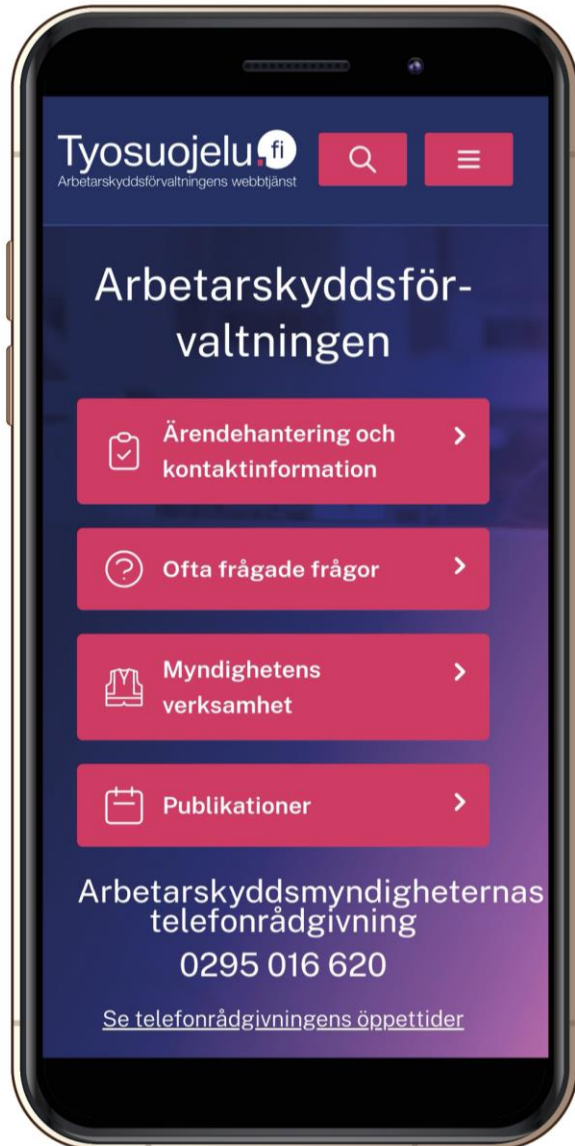 Tyosuojelu.fi
Arbetarskyddsförvaltningens webbtjänst
Arbetarskyddsför-
valtningen
Ärendehantering och
kontaktinformation
Ofta frågade frågor
Myndighetens
verksamhet
Publikationer
Arbetarskyddsmyndigheternas
telefonrådgivning
0295 016 620
Se telefonrådgivningens öppettider